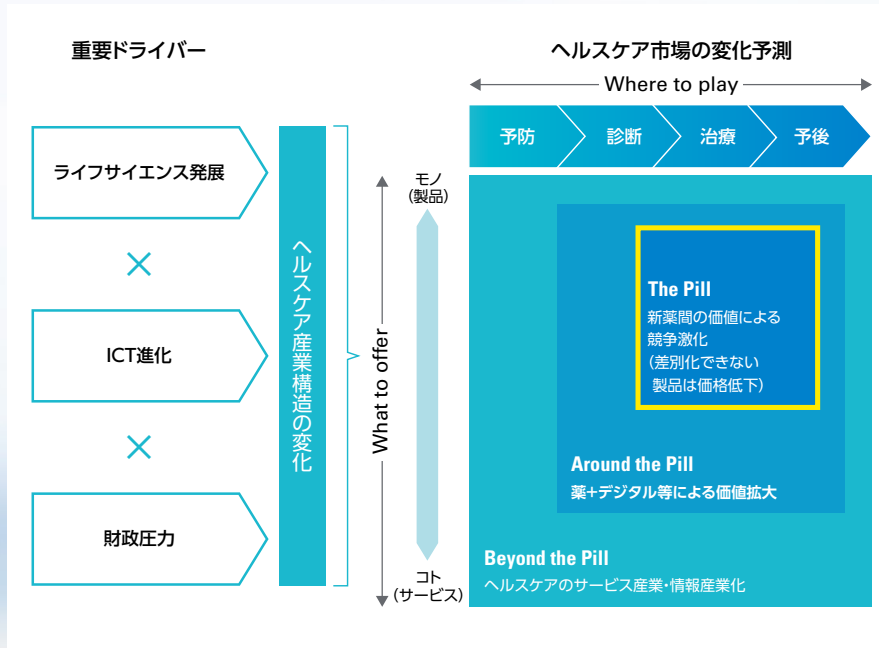 重要ドライバー
ライフサイエンス発展
×
ICT進化
×
財政圧力
ヘルスケア産業構造の変化
ヘルスケア市場の変化予測
Where to play
予防
診断
治療
予後
What to offer
モノ
(製品)
コト
(サービス)
The Pill
新薬間の価値による
競争激化
(差別化できない
製品は価格低下)
Around the Pill
薬+デジタル等による価値拡大
Beyond the Pill
ヘルスケアのサービス産業・情報産業化